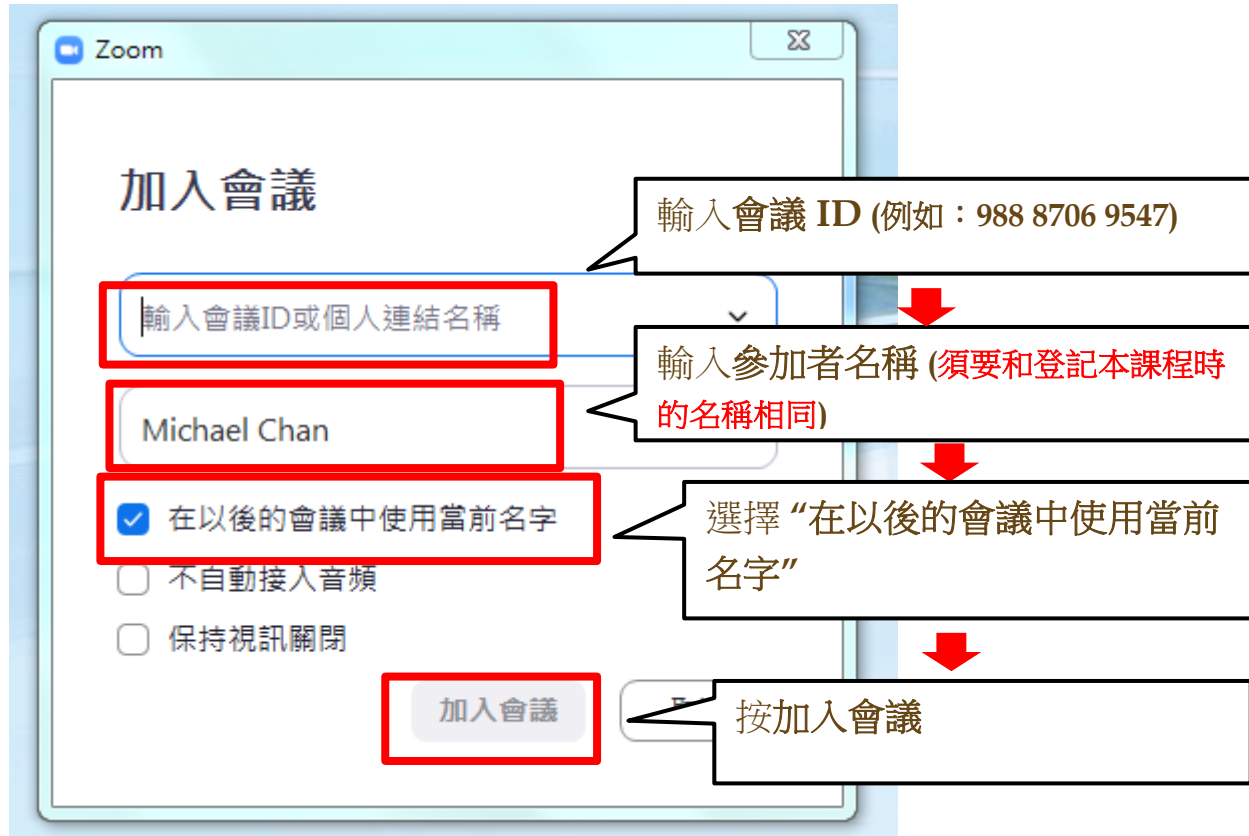 Zoom
加入會議
輸入會議 ID (例如：988 8706 9547)
輸入會議ID或個人連結名稱
輸入參加者名稱 (須要和登記本課程時
的名稱相同)
Michael Chan
選擇 “在以後的會議中使用當前
名字”
在以後的會議中使用當前名字
不自動接入音頻
保持視訊關閉
加入會議
按加入會議